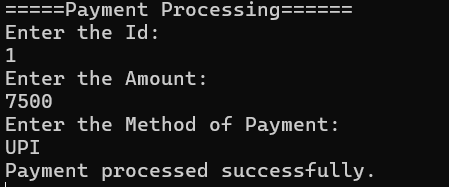 =====Payment Processing======
Enter the Id:
1
Enter the Amount:
7500
Enter the Method of Payment:
UPI
Payment processed successfully.